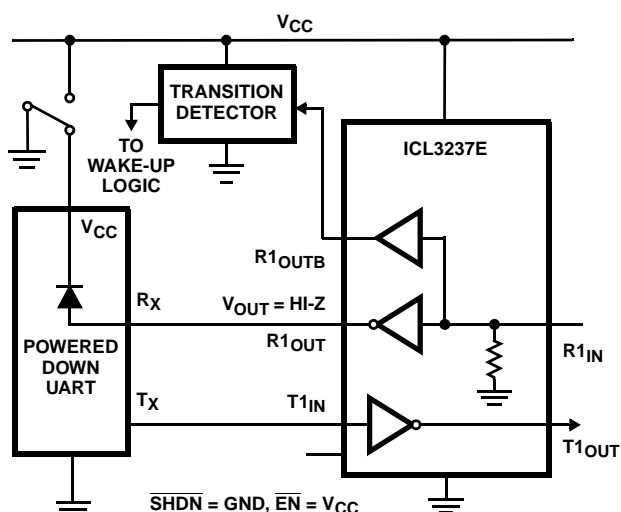 VCC
TRANSITION
DETECTOR
TO
WAKE-UP
LOGIC
ICL3237E
VCC
R1OUTB
RX
VOUT = HI-Z
R1OUT
R1IN
POWERED
DOWN
UART
TX
T1IN
T1OUT
SHDN = GND, EN = VCC